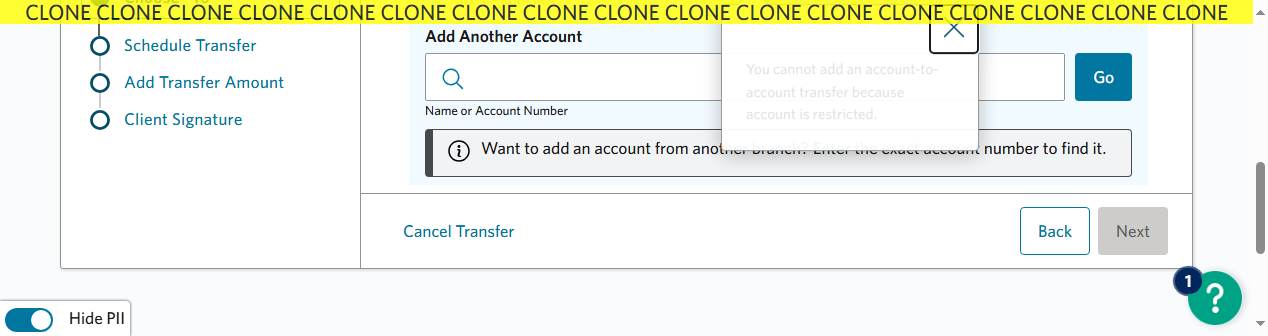 CLONE CLONE CLONE CLONE CLONE CLONE CLONE CLONE CLONE CLONE CLONE CLONE CLONE CLONE CLONE CLONE CLONE
Schedule Transfer
Add Transfer Amount
Client Signature
Add Another Account
Go
Name or Account Number
You cannot add an account-to-
account transfer because
account is restricted.
Want to add an account from another branch? Enter the exact account number to find it.
Cancel Transfer
Back
Next
1
?
Hide PII